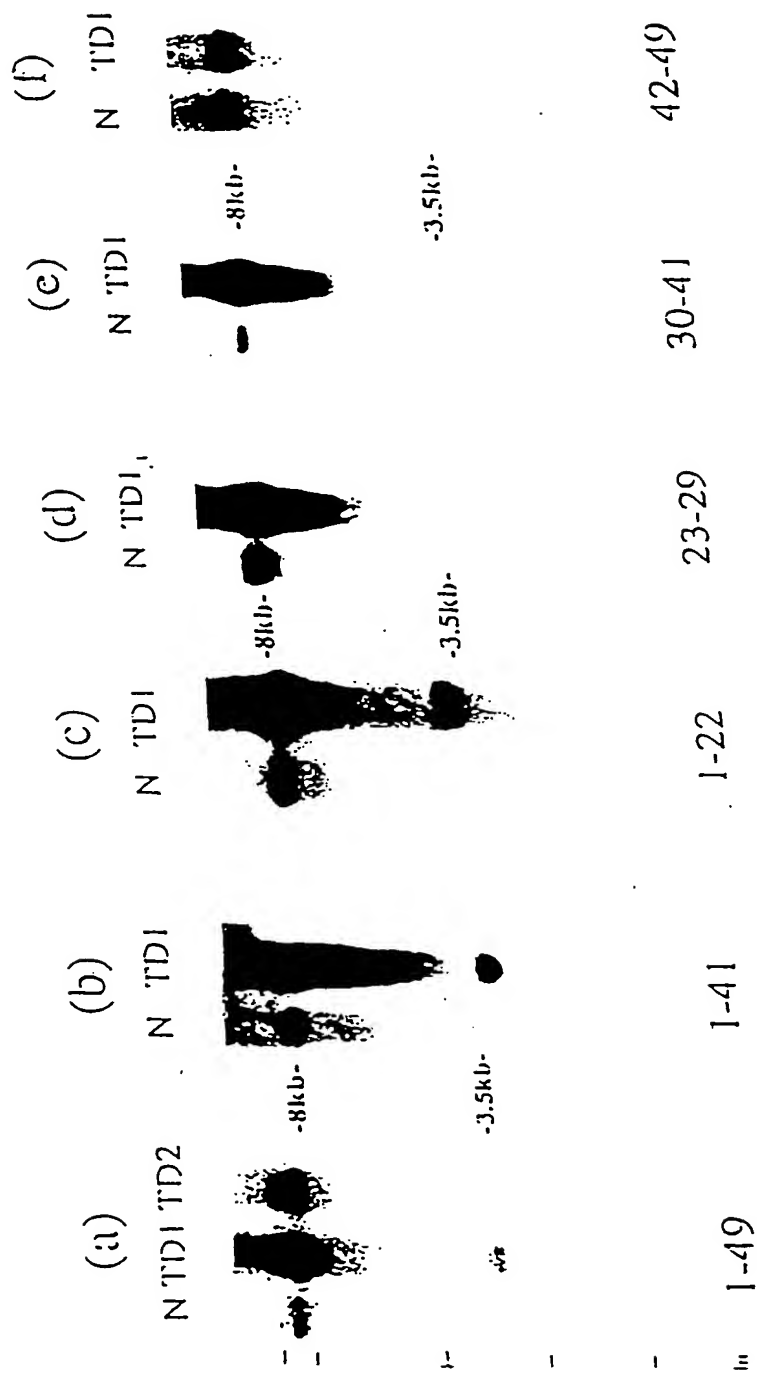 (a)
N TD1 TD2
-8kb-
-3.5kb-
1-49
(b)
N TD1
1-41
(c)
N TD1
-8kb-
-3.5kb-
1-22
(d)
N TD1
23-29
(e)
N TD1
-8kb-
-3.5kb-
30-41
(f)
N TD1
42-49